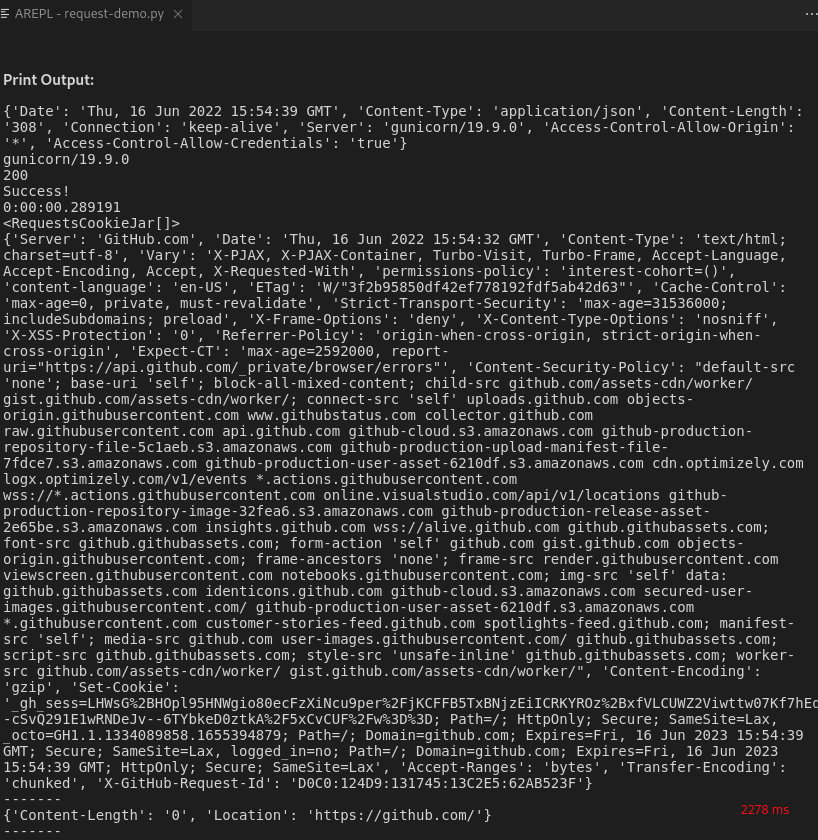 AREPL - request-demo.py
Print Output:
{'Date': 'Thu, 16 Jun 2022 15:54:39 GMT', 'Content-Type': 'application/json', 'Content-Length':
'308', 'Connection': 'keep-alive', 'Server': 'gunicorn/19.9.0', 'Access-Control-Allow-Origin':
'*', 'Access-Control-Allow-Credentials': 'true'}
gunicorn/19.9.0
200
Success!
0:00:00.289191
<RequestsCookieJar[]>
{'Server': 'GitHub.com', 'Date': 'Thu, 16 Jun 2022 15:54:32 GMT', 'Content-Type': 'text/html;
charset=utf-8', 'Vary': 'X-PJAX, X-PJAX-Container, Turbo-Visit, Turbo-Frame, Accept-Language,
Accept-Encoding, Accept, X-Requested-With', 'permissions-policy': 'interest-cohort=()',
'content-language': 'en-US', 'ETag': 'W/"3f2b95850df42ef778192fdf5ab42d63"', 'Cache-Control':
'max-age=0, private, must-revalidate', 'Strict-Transport-Security': 'max-age=31536000;
includeSubdomains; preload', 'X-Frame-Options': 'deny', 'X-Content-Type-Options': 'nosniff',
'X-XSS-Protection': '0', 'Referrer-Policy': 'origin-when-cross-origin, strict-origin-when-
cross-origin', 'Expect-CT': 'max-age=2592000, report-
uri="https://api.github.com/_private/browser/errors"', 'Content-Security-Policy': "default-src
'none'; base-uri 'self'; block-all-mixed-content; child-src github.com/assets-cdn/worker/
gist.github.com/assets-cdn/worker/; connect-src 'self' uploads.github.com objects-
origin.githubusercontent.com www.githubstatus.com collector.github.com
raw.githubusercontent.com api.github.com github-cloud.s3.amazonaws.com github-production-
repository-file-5c1aeb.s3.amazonaws.com github-production-upload-manifest-file-
7fdce7.s3.amazonaws.com github-production-user-asset-6210df.s3.amazonaws.com cdn.optimizely.com
logx.optimizely.com/v1/events *.actions.githubusercontent.com
wss://*.actions.githubusercontent.com online.visualstudio.com/api/v1/locations github-
production-repository-image-32fea6.s3.amazonaws.com github-production-release-asset-
2e65be.s3.amazonaws.com insights.github.com wss://alive.github.com github.githubassets.com;
font-src github.githubassets.com; form-action 'self' github.com gist.github.com objects-
origin.githubusercontent.com; frame-ancestors 'none'; frame-src render.githubusercontent.com
viewscreen.githubusercontent.com notebooks.githubusercontent.com; img-src 'self' data:
github.githubassets.com identicons.github.com github-cloud.s3.amazonaws.com secured-user-
images.githubusercontent.com/ github-production-user-asset-6210df.s3.amazonaws.com
*.githubusercontent.com customer-stories-feed.github.com spotlights-feed.github.com; manifest-
src 'self'; media-src github.com user-images.githubusercontent.com/ github.githubassets.com;
script-src github.githubassets.com; style-src 'unsafe-inline' github.githubassets.com; worker-
src github.com/assets-cdn/worker/ gist.github.com/assets-cdn/worker/", 'Content-Encoding':
'gzip', 'Set-Cookie':
'_gh_sess=LHWsG%2BHOpl95HNWgio80ecFzXiNcu9per%2FjKCFFB5TxBNjzEiICRKYROz%2BxfVLCUWZ2Viwttw07Kf7hEd
-cSvQ291E1wRNDeJv--6TYbkeD0ztkA%2F5xCvCUF%2Fw%3D%3D; Path=/; HttpOnly; Secure; SameSite=Lax,
_octo=GH1.1.1334089858.1655394879; Path=/; Domain=github.com; Expires=Fri, 16 Jun 2023 15:54:39
GMT; Secure; SameSite=Lax, logged_in=no; Path=/; Domain=github.com; Expires=Fri, 16 Jun 2023
15:54:39 GMT; HttpOnly; Secure; SameSite=Lax', 'Accept-Ranges': 'bytes', 'Transfer-Encoding':
'chunked', 'X-GitHub-Request-Id': 'D0C0:124D9:131745:13C2E5:62AB523F'}
-------
{'Content-Length': '0', 'Location': 'https://github.com/'}
2278 ms
-------